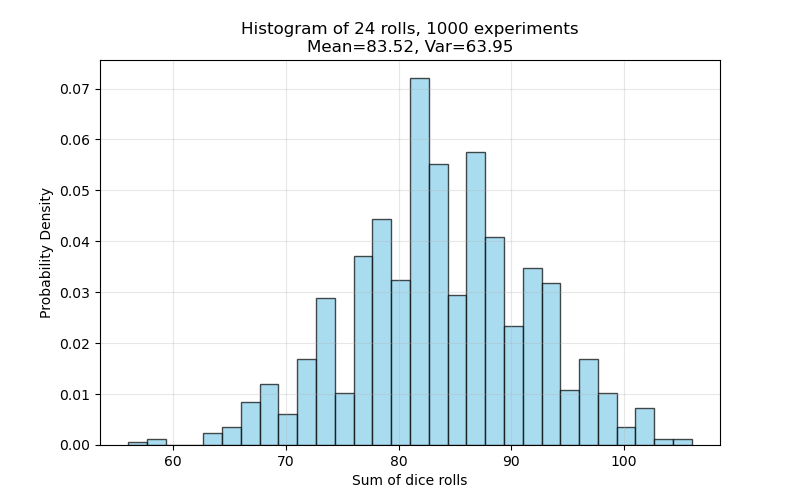 Histogram of 24 rolls, 1000 experiments
Mean=83.52, Var=63.95
0.07
0.06
0.05
0.04
0.03
0.02
0.01
0.00
Probability Density
60 70 80 90 100
Sum of dice rolls